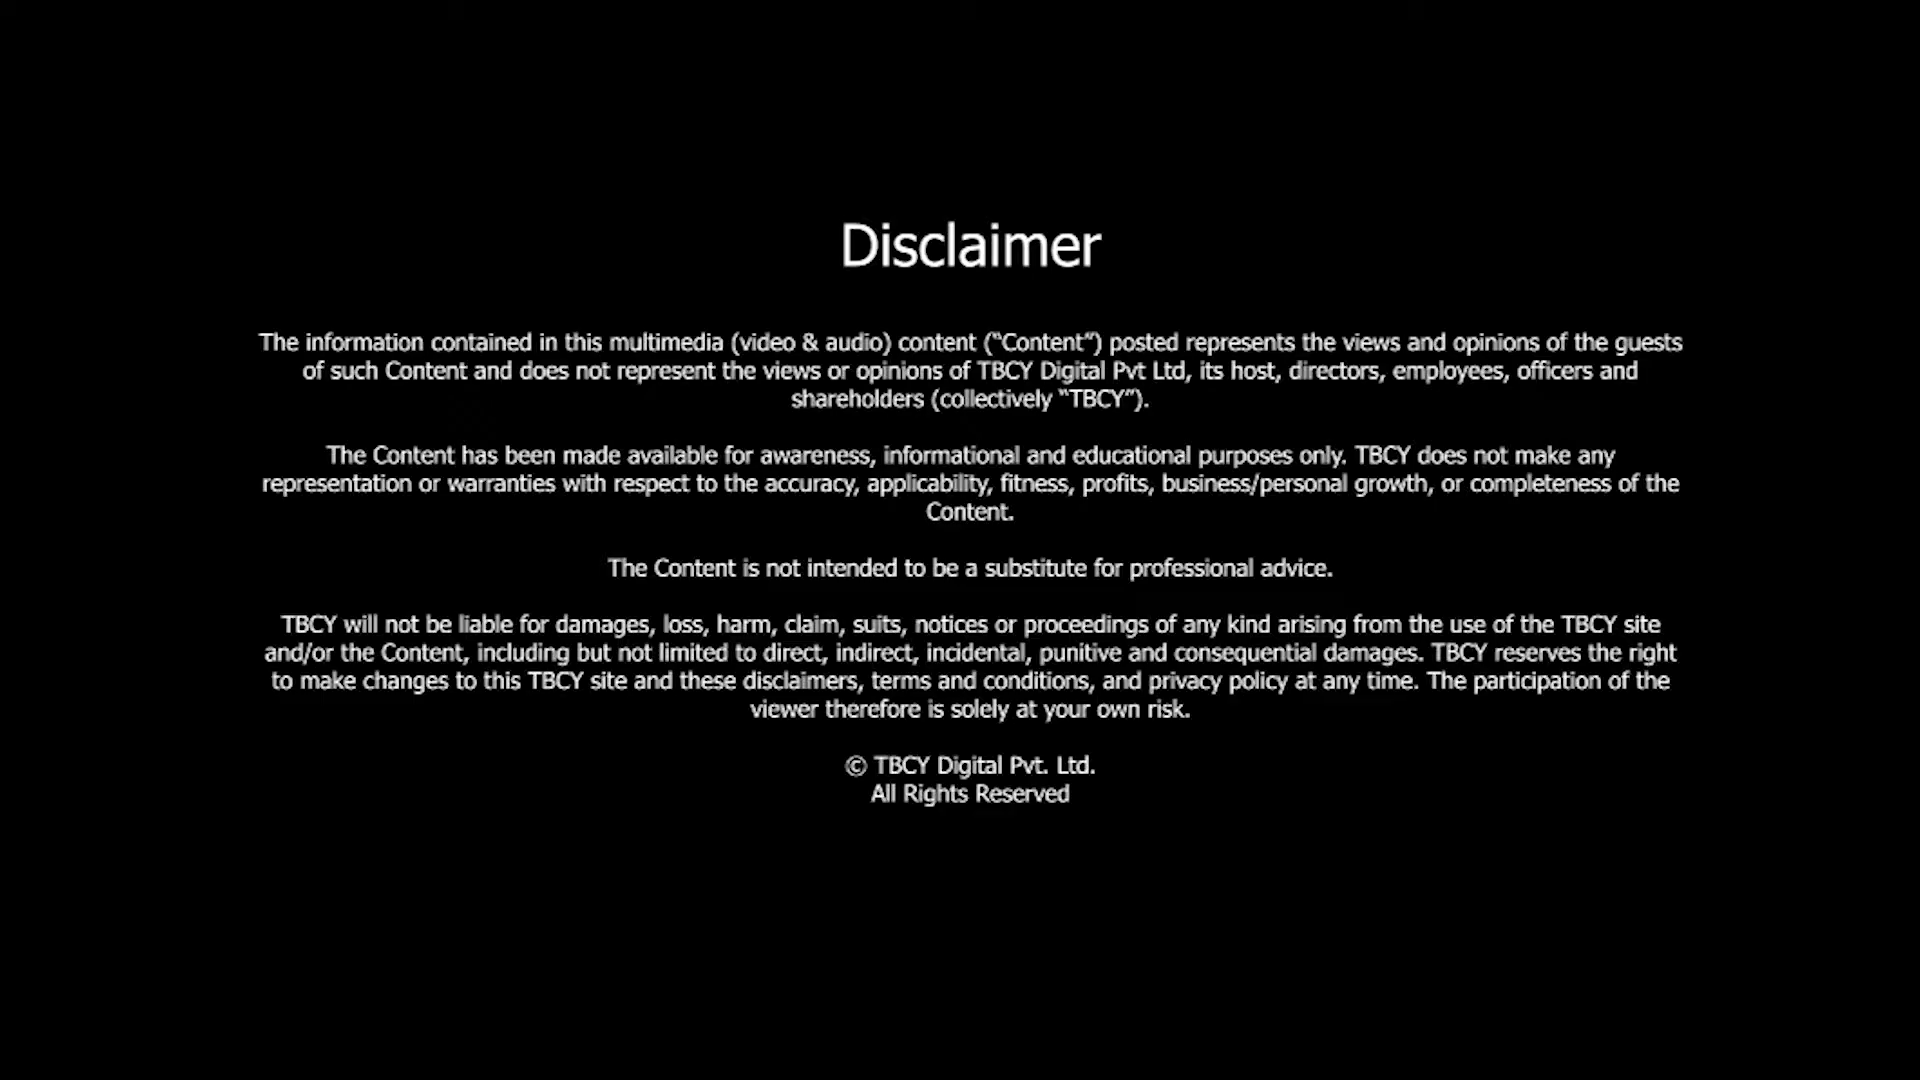 Disclaimer
The information contained in this multimedia (video & audio) content (“Content”) posted represents the views and opinions of the guests
of such Content and does not represent the views or opinions of TBCY Digital Pvt Ltd, its host, directors, employees, officers and
shareholders (collectively “TBCY”).
The Content has been made available for awareness, informational and educational purposes only. TBCY does not make any
representation or warranties with respect to the accuracy, applicability, fitness, profits, business/personal growth, or completeness of the
Content.
The Content is not intended to be a substitute for professional advice.
TBCY will not be liable for damages, loss, harm, claim, suits, notices or proceedings of any kind arising from the use of the TBCY site
and/or the Content, including but not limited to direct, indirect, incidental, punitive and consequential damages. TBCY reserves the right
to make changes to this TBCY site and these disclaimers, terms and conditions, and privacy policy at any time. The participation of the
viewer therefore is solely at your own risk.
© TBCY Digital Pvt. Ltd.
All Rights Reserved